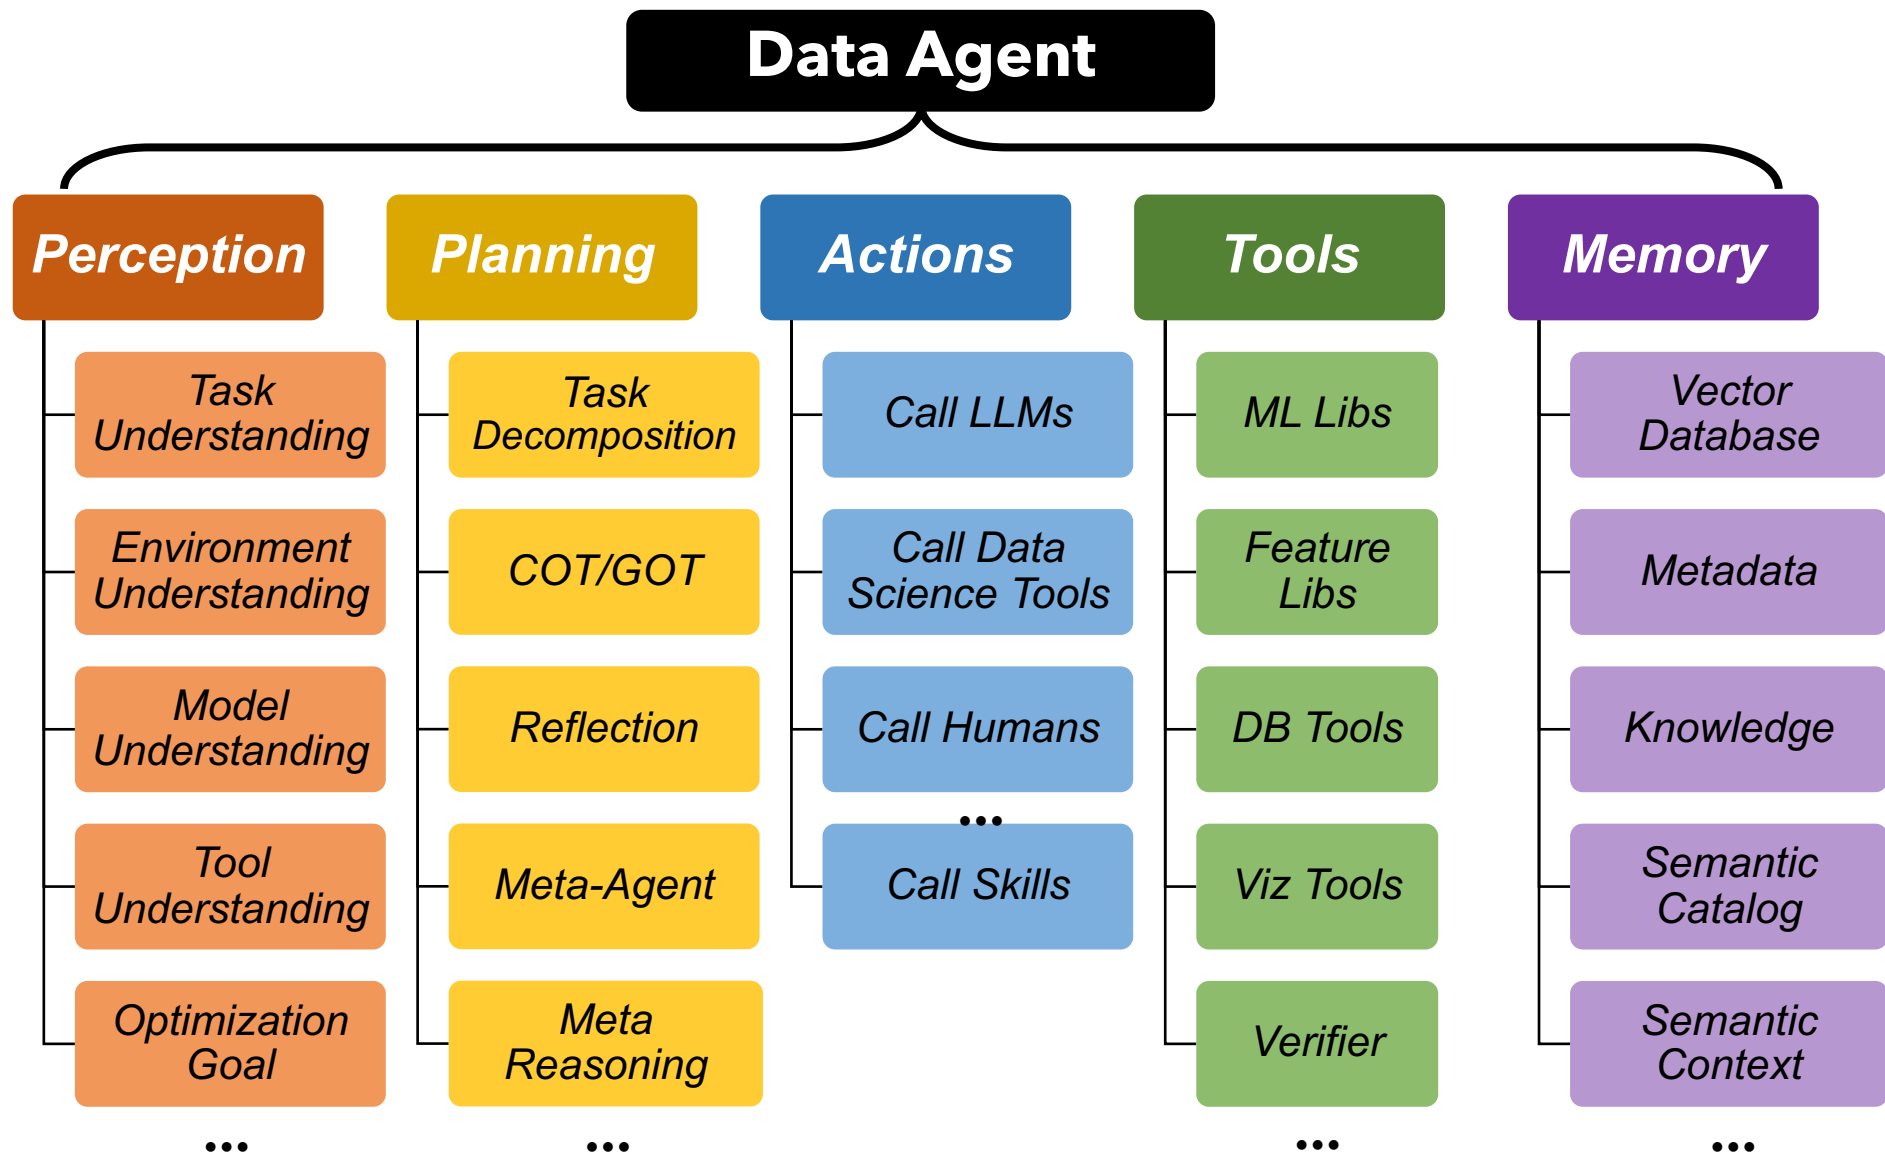 Data Agent
Perception
Task
Understanding
Environment
Understanding
Model
Understanding
Tool
Understanding
Optimization
Goal
...
Planning
Task
Decomposition
COT/GOT
Reflection
Meta-Agent
Meta
Reasoning
...
Actions
Call LLMs
Call Data
Science Tools
Call Humans
...
Call Skills
Tools
ML Libs
Feature
Libs
DB Tools
Viz Tools
Verifier
...
Memory
Vector
Database
Metadata
Knowledge
Semantic
Catalog
Semantic
Context
...